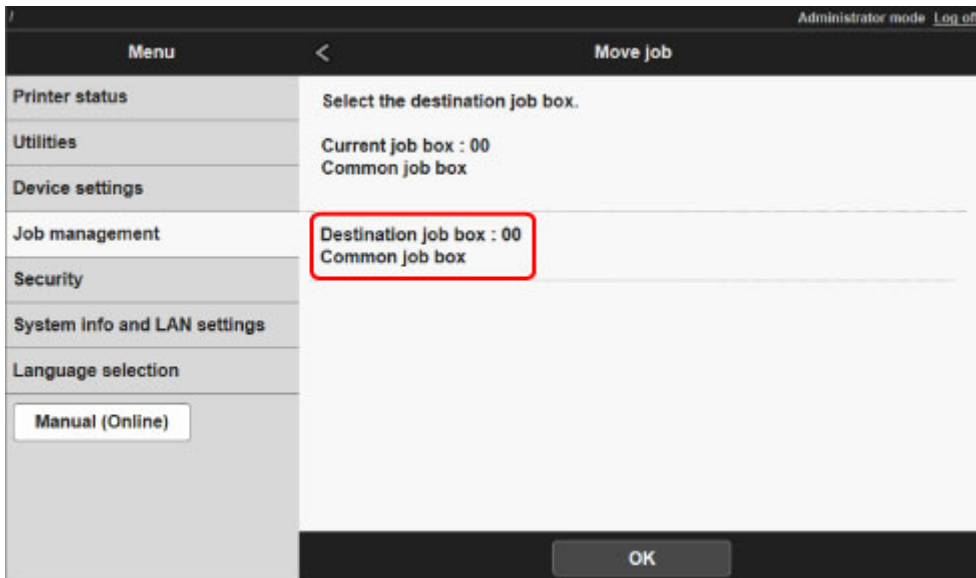 /
Administrator mode Log off
Menu
<
Move job
Printer status
Utilities
Device settings
Job management
Security
System info and LAN settings
Language selection
Manual (Online)
Select the destination job box.
Current job box : 00
Common job box
Destination job box : 00
Common job box
OK